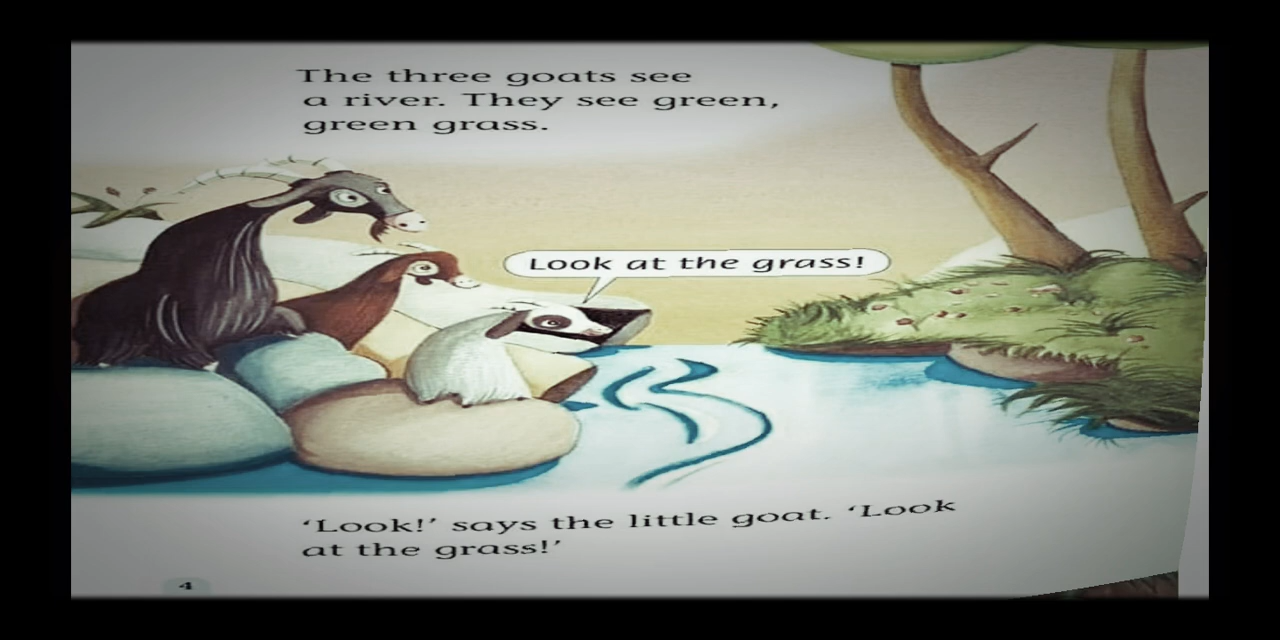 The three goats see
a river. They see green,
green grass.
Look at the grass!
‘Look!’ says the little goat. ‘Look
at the grass!’
4